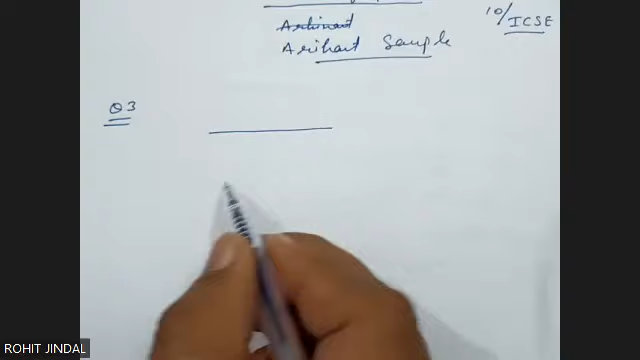 10/ICSE
Arihant
Arihant Sample
Q3
ROHIT JINDAL